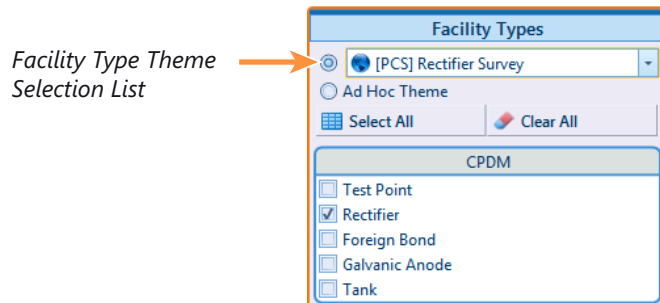 Facility Types
Facility Type Theme
Selection List
[PCS] Rectifier Survey
Ad Hoc Theme
Select All
Clear All
CPDM
Test Point
Rectifier
Foreign Bond
Galvanic Anode
Tank